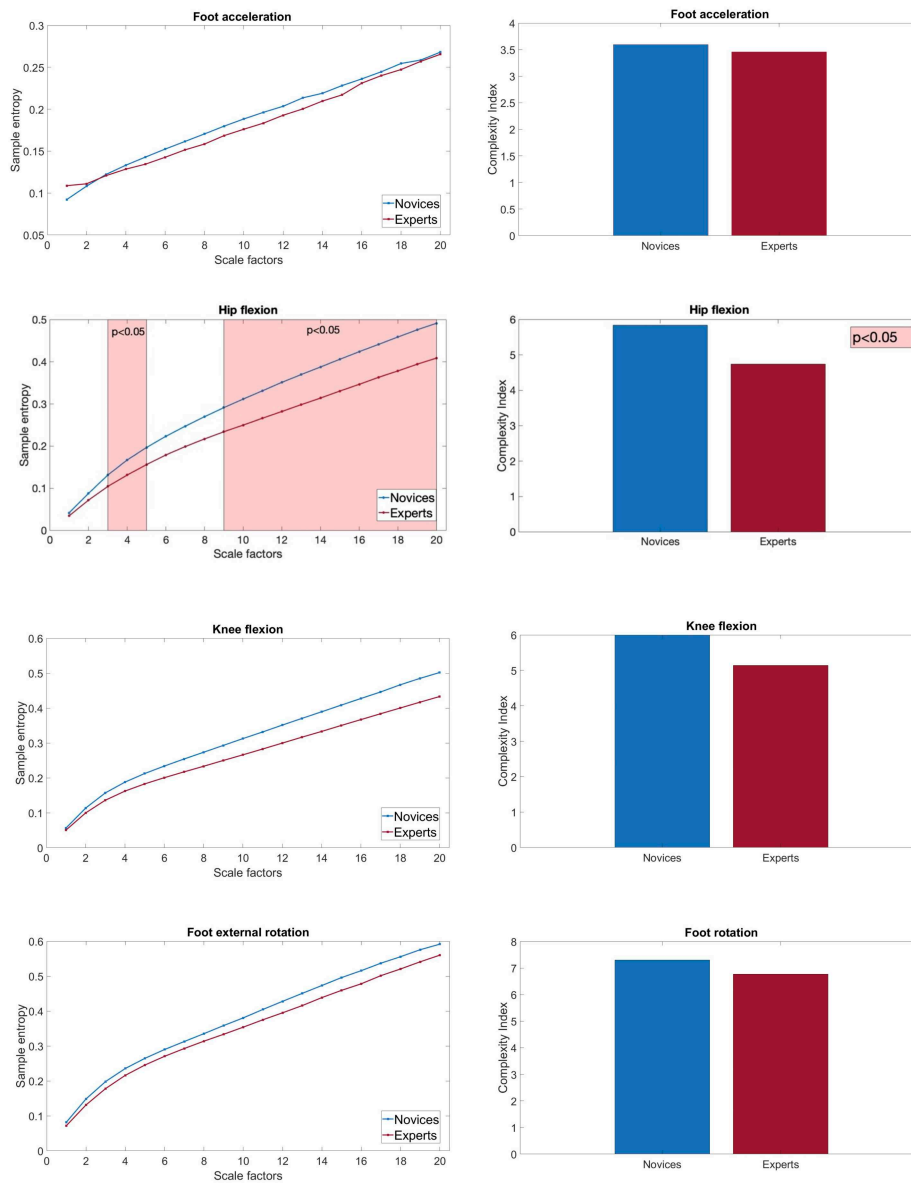 Foot acceleration
0.3
0.25
0.2
0.15
0.1
0.05
Sample entropy
0 2 4 6 8 10 12 14 16 18 20
Scale factors
Novices
Experts
Foot acceleration
4
3.5
3
2.5
2
1.5
1
0.5
0
Complexity Index
Novices Experts
Hip flexion
0.5
0.4
0.3
0.2
0.1
0
Sample entropy
p<0.05 p<0.05
0 2 4 6 8 10 12 14 16 18 20
Scale factors
Novices
Experts
Hip flexion
6
5
4
3
2
1
0
Complexity Index
p<0.05
Novices Experts
Knee flexion
0.6
0.5
0.4
0.3
0.2
0.1
0
Sample entropy
0 2 4 6 8 10 12 14 16 18 20
Scale factors
Novices
Experts
Knee flexion
6
5
4
3
2
1
0
Complexity Index
Novices Experts
Foot external rotation
0.6
0.5
0.4
0.3
0.2
0.1
0
Sample entropy
0 2 4 6 8 10 12 14 16 18 20
Scale factors
Novices
Experts
Foot rotation
8
7
6
5
4
3
2
1
0
Complexity Index
Novices Experts